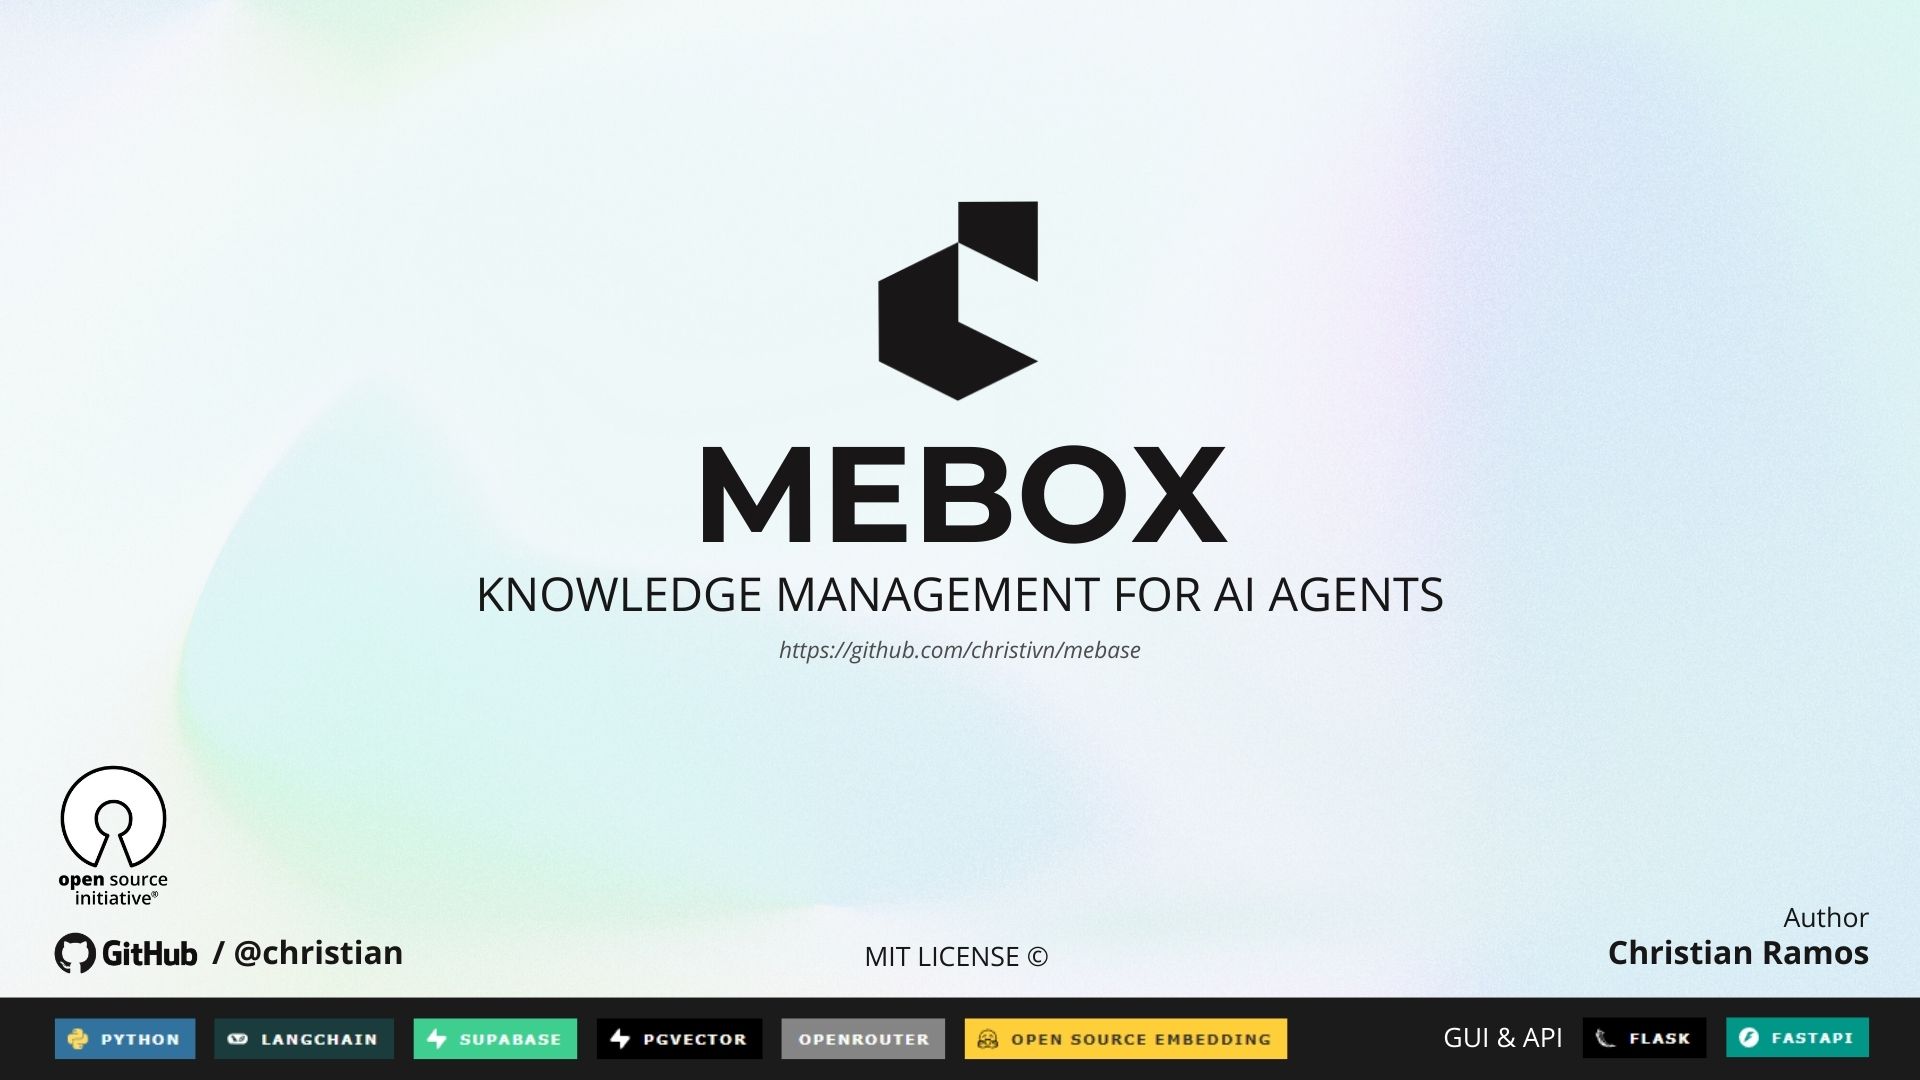 MEBOX
KNOWLEDGE MANAGEMENT FOR AI AGENTS
https://github.com/christivn/mebase
open source
initiative®
GitHub / @christian
MIT LICENSE ©
Author
Christian Ramos
PYTHON
LANGCHAIN
SUPABASE
PGVECTOR
OPENROUTER
OPEN SOURCE EMBEDDING
GUI & API
FLASK
FASTAPI